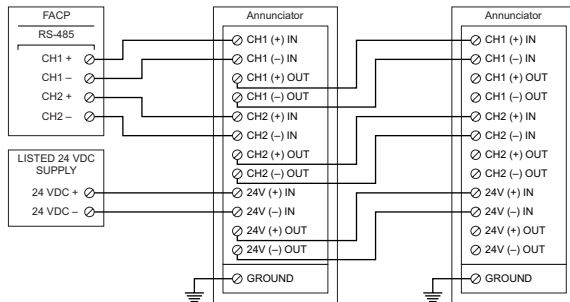 FACP
RS-485
CH1 +
CH1 –
CH2 +
CH2 –
LISTED 24 VDC
SUPPLY
24 VDC +
24 VDC –
Annunciator
CH1 (+) IN
CH1 (–) IN
CH1 (+) OUT
CH1 (–) OUT
CH2 (+) IN
CH2 (–) IN
CH2 (+) OUT
CH2 (–) OUT
24V (+) IN
24V (–) IN
24V (+) OUT
24V (–) OUT
GROUND
Annunciator
CH1 (+) IN
CH1 (–) IN
CH1 (+) OUT
CH1 (–) OUT
CH2 (+) IN
CH2 (–) IN
CH2 (+) OUT
CH2 (–) OUT
24V (+) IN
24V (–) IN
24V (+) OUT
24V (–) OUT
GROUND